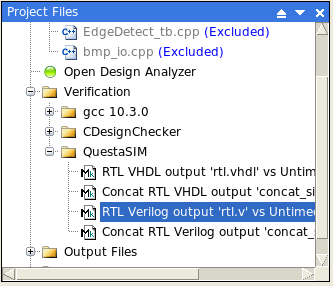 Project Files
EdgeDetect_tb.cpp (Excluded)
bmp_io.cpp (Excluded)
Open Design Analyzer
Verification
gcc 10.3.0
CDesignChecker
QuestaSIM
RTL VHDL output 'rtl.vhdl' vs Untim
Concat RTL VHDL output 'concat_si
RTL Verilog output 'rtl.v' vs Untimed
Concat RTL Verilog output 'concat_s
Output Files